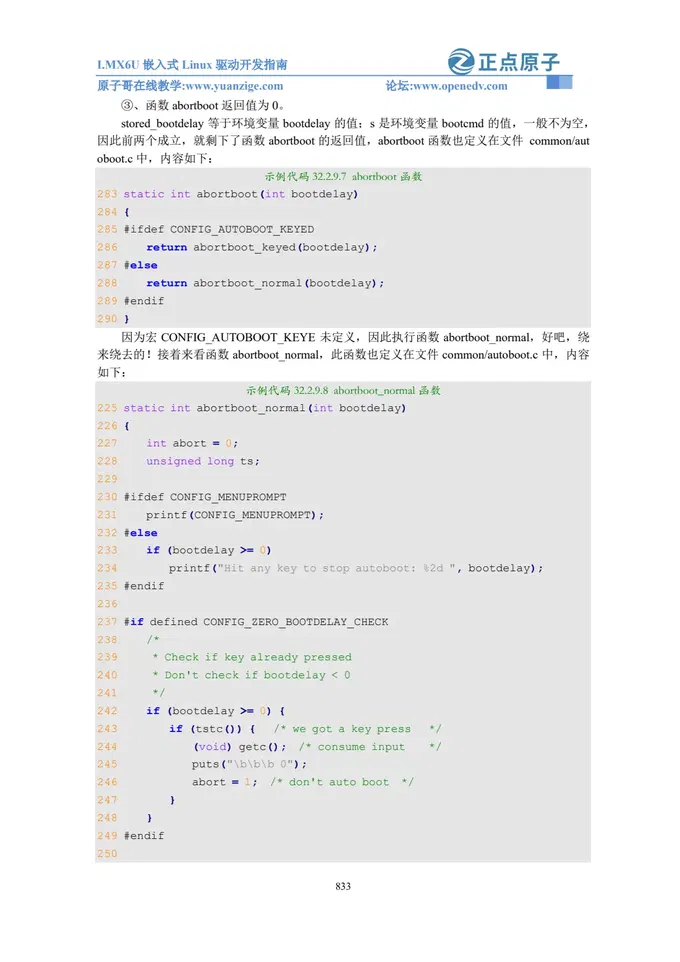 I.MX6U 嵌入式 Linux 驱动开发指南
正点原子
原子哥在线教学:www.yuanzige.com 论坛:www.openedv.com
③、函数 abortboot 返回值为 0。
stored_bootdelay 等于环境变量 bootdelay 的值；s 是环境变量 bootcmd 的值，一般不为空，
因此前两个成立，就剩下了函数 abortboot 的返回值，abortboot 函数也定义在文件 common/aut
oboot.c 中，内容如下：
示例代码 32.2.9.7 abortboot 函数
283 static int abortboot(int bootdelay)
284 {
285 #ifdef CONFIG_AUTOBOOT_KEYED
286 return abortboot_keyed(bootdelay);
287 #else
288 return abortboot_normal(bootdelay);
289 #endif
290 }
因为宏 CONFIG_AUTOBOOT_KEYE 未定义，因此执行函数 abortboot_normal，好吧，绕
来绕去的！接着来看函数 abortboot_normal，此函数也定义在文件 common/autoboot.c 中，内容
如下：
示例代码 32.2.9.8 abortboot_normal 函数
225 static int abortboot_normal(int bootdelay)
226 {
227 int abort = 0;
228 unsigned long ts;
229
230 #ifdef CONFIG_MENUPROMPT
231 printf(CONFIG_MENUPROMPT);
232 #else
233 if (bootdelay >= 0)
234 printf("Hit any key to stop autoboot: %2d ", bootdelay);
235 #endif
236
237 #if defined CONFIG_ZERO_BOOTDELAY_CHECK
238 /*
239 * Check if key already pressed
240 * Don't check if bootdelay < 0
241 */
242 if (bootdelay >= 0) {
243 if (tstc()) { /* we got a key press */
244 (void) getc(); /* consume input */
245 puts("\b\b\b 0");
246 abort = 1; /* don't auto boot */
247 }
248 }
249 #endif
250
833